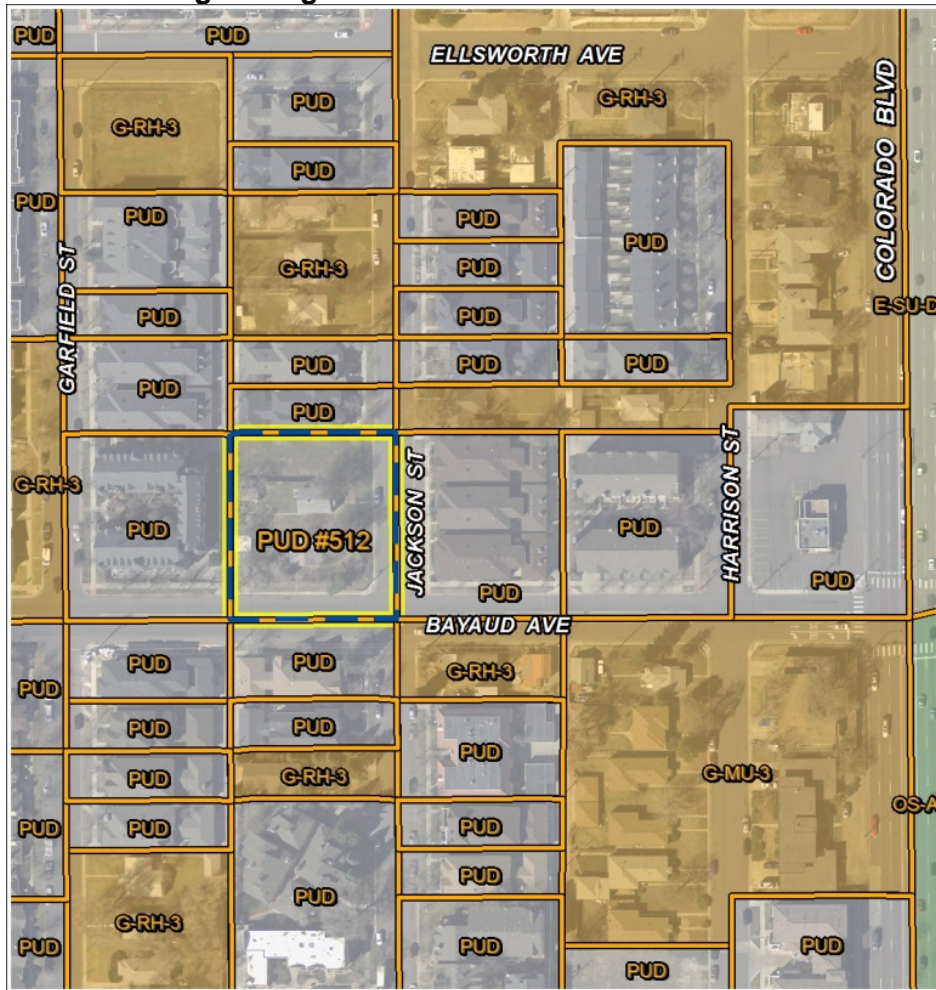 PUD PUD
ELLSWORTH AVE
G-RH-3 PUD G-RH-3
COLORADO BLVD
PUD
PUD PUD PUD
PUD
G-RH-3 PUD
GARFIELD ST
E-SU-D
PUD PUD
PUD PUD PUD
PUD
PUD
G-RH-3 PUD PUD #512 JACKSON ST PUD HARRISON ST
PUD PUD
BAYAUD AVE
PUD PUD G-RH-3
PUD
PUD PUD
PUD
PUD G-RH-3 G-MU-3
OS-A
PUD PUD PUD
PUD
PUD
G-RH-3
PUD PUD PUD
PUD